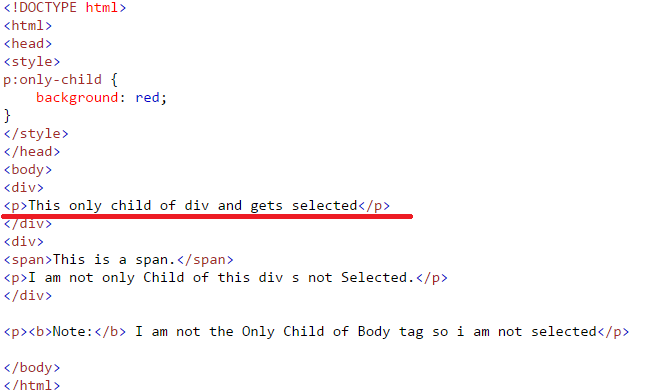 <!DOCTYPE html>
<html>
<head>
<style>
p:only-child {
    background: red;
}
</style>
</head>
<body>
<div>
<p>This only child of div and gets selected</p>
</div>
<div>
<span>This is a span.</span>
<p>I am not only Child of this div s not Selected.</p>
</div>
<p><b>Note:</b> I am not the Only Child of Body tag so i am not selected</p>
</body>
</html>